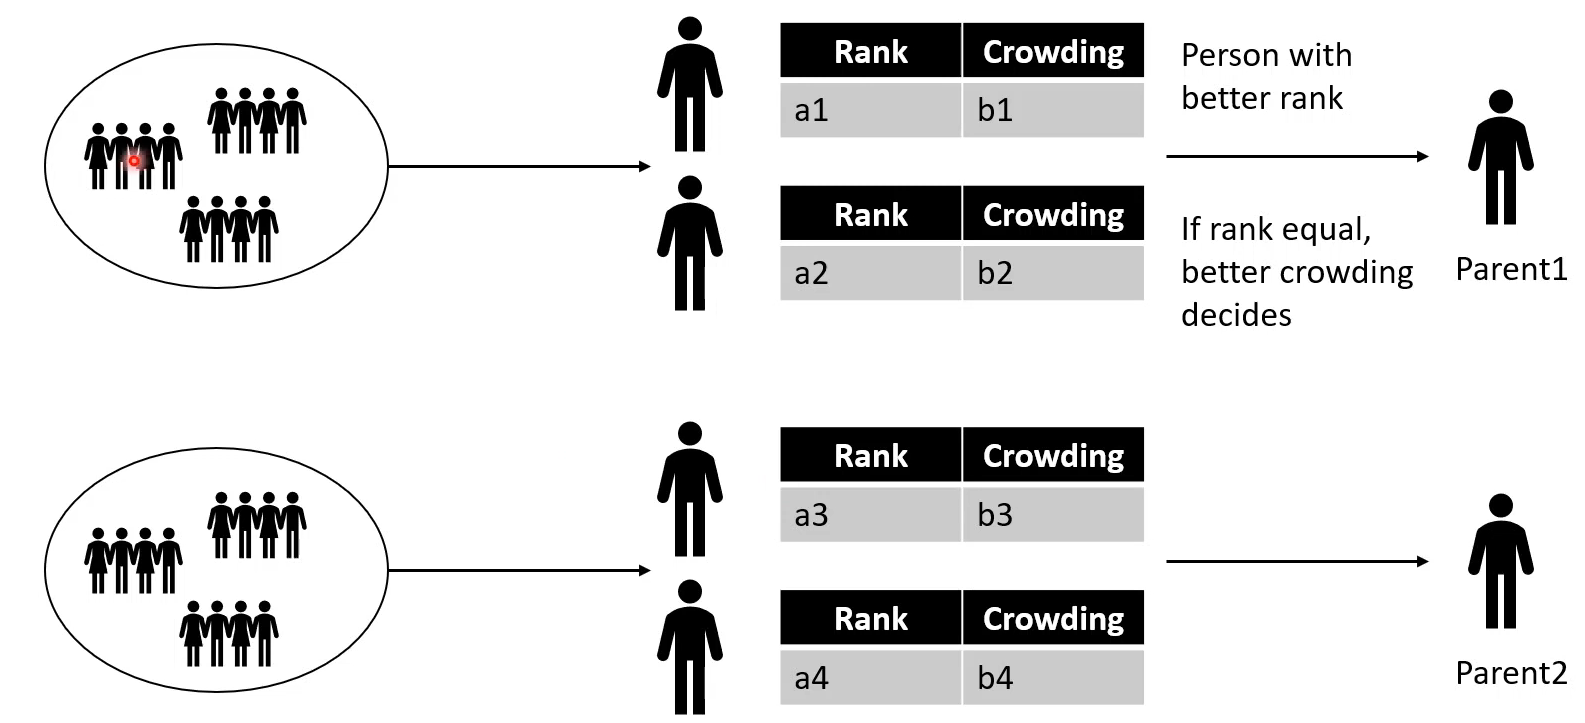 Rank Crowding
a1 b1
Rank Crowding
a2 b2
Person with
better rank
If rank equal,
better crowding
decides
Parent1
Rank Crowding
a3 b3
Rank Crowding
a4 b4
Parent2